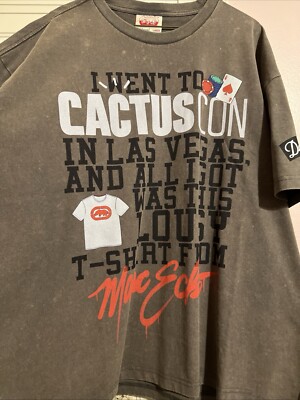 I WENT TO
CACTUSCON
IN LAS VEGAS,
AND ALL I GOT
WAS THIS
LOUSY
T-SHIRT FROM
Marc Ecko